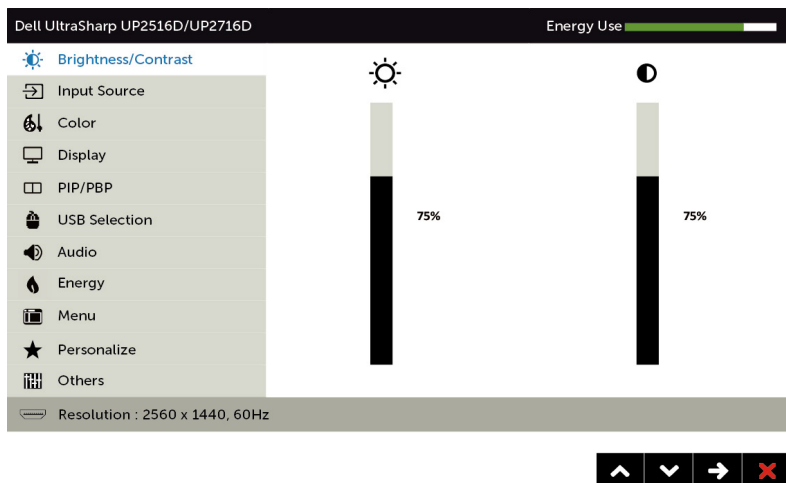 Dell UltraSharp UP2516D/UP2716D
Energy Use
Brightness/Contrast
Input Source
Color
Display
PIP/PBP
USB Selection
Audio
Energy
Menu
Personalize
Others
75%
75%
Resolution : 2560 x 1440, 60Hz